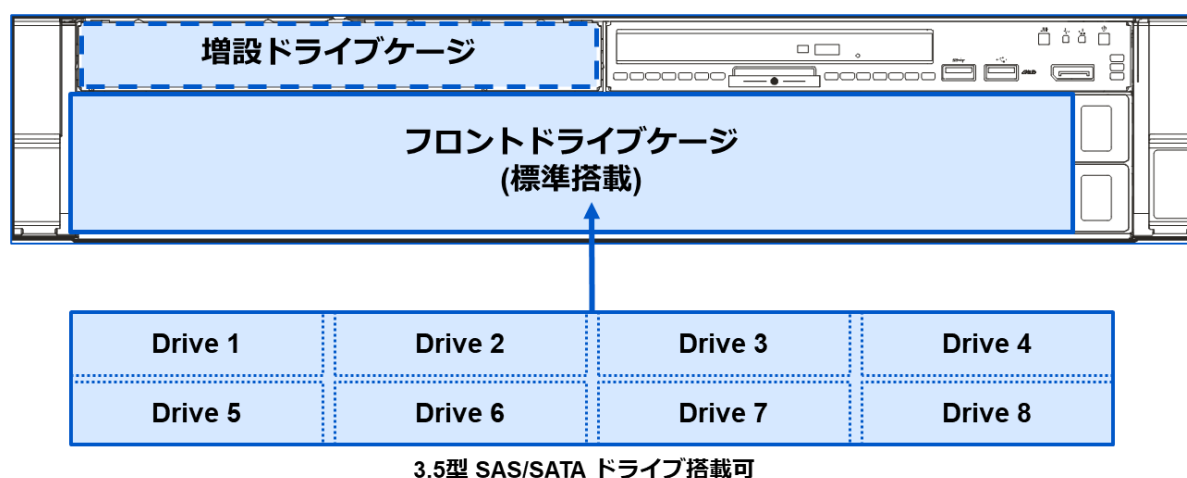 増設ドライブケージ
フロントドライブケージ
(標準搭載)
Drive 1
Drive 2
Drive 3
Drive 4
Drive 5
Drive 6
Drive 7
Drive 8
3.5型 SAS/SATA ドライブ搭載可